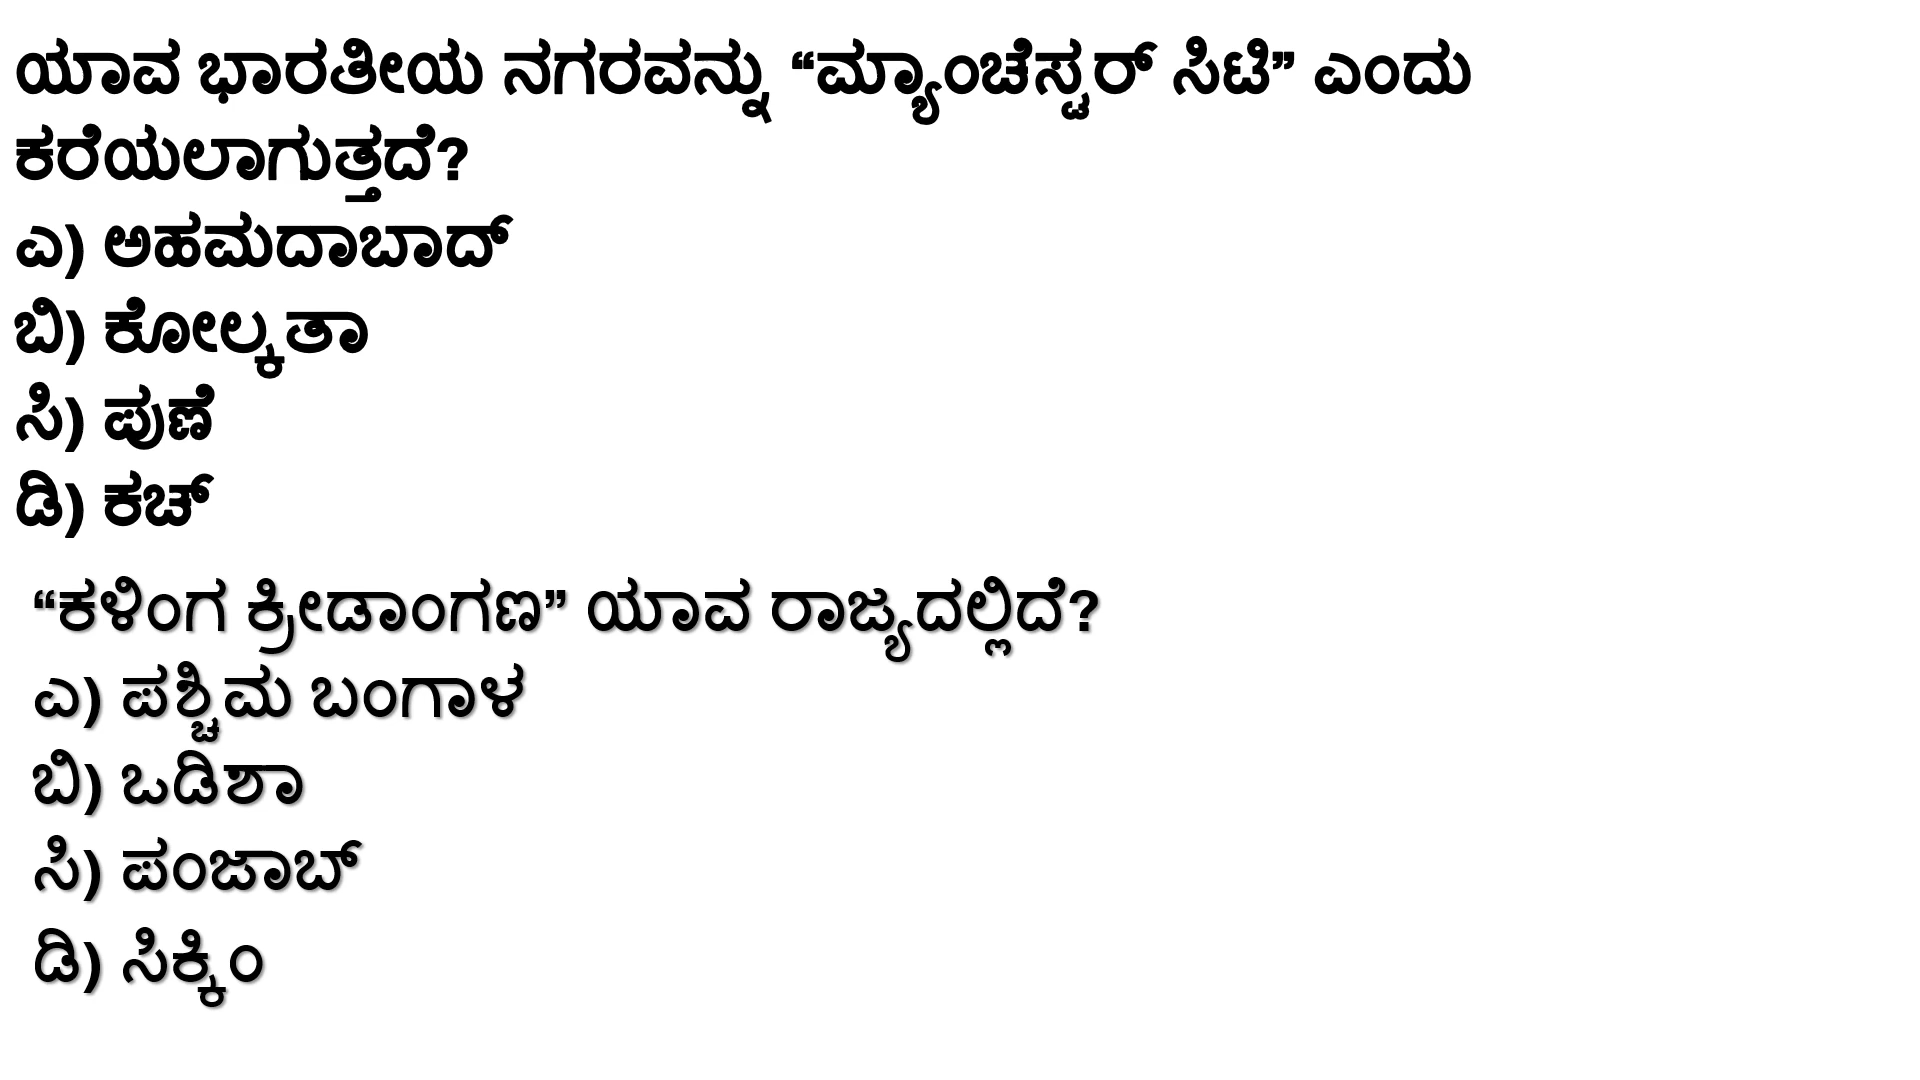 ಯಾವ ಭಾರತೀಯ ನಗರವನ್ನು “ಮ್ಯಾಂಚೆಸ್ಟರ್ ಸಿಟಿ” ಎಂದು
ಕರೆಯಲಾಗುತ್ತದೆ?
ಎ) ಅಹಮದಾಬಾದ್
ಬಿ) ಕೋಲ್ಕತಾ
ಸಿ) ಪುಣೆ
ಡಿ) ಕಚ್
“ಕಳಿಂಗ ಕ್ರೀಡಾಂಗಣ” ಯಾವ ರಾಜ್ಯದಲ್ಲಿದೆ?
ಎ) ಪಶ್ಚಿಮ ಬಂಗಾಳ
ಬಿ) ಒಡಿಶಾ
ಸಿ) ಪಂಜಾಬ್
ಡಿ) ಸಿಕ್ಕಿಂ